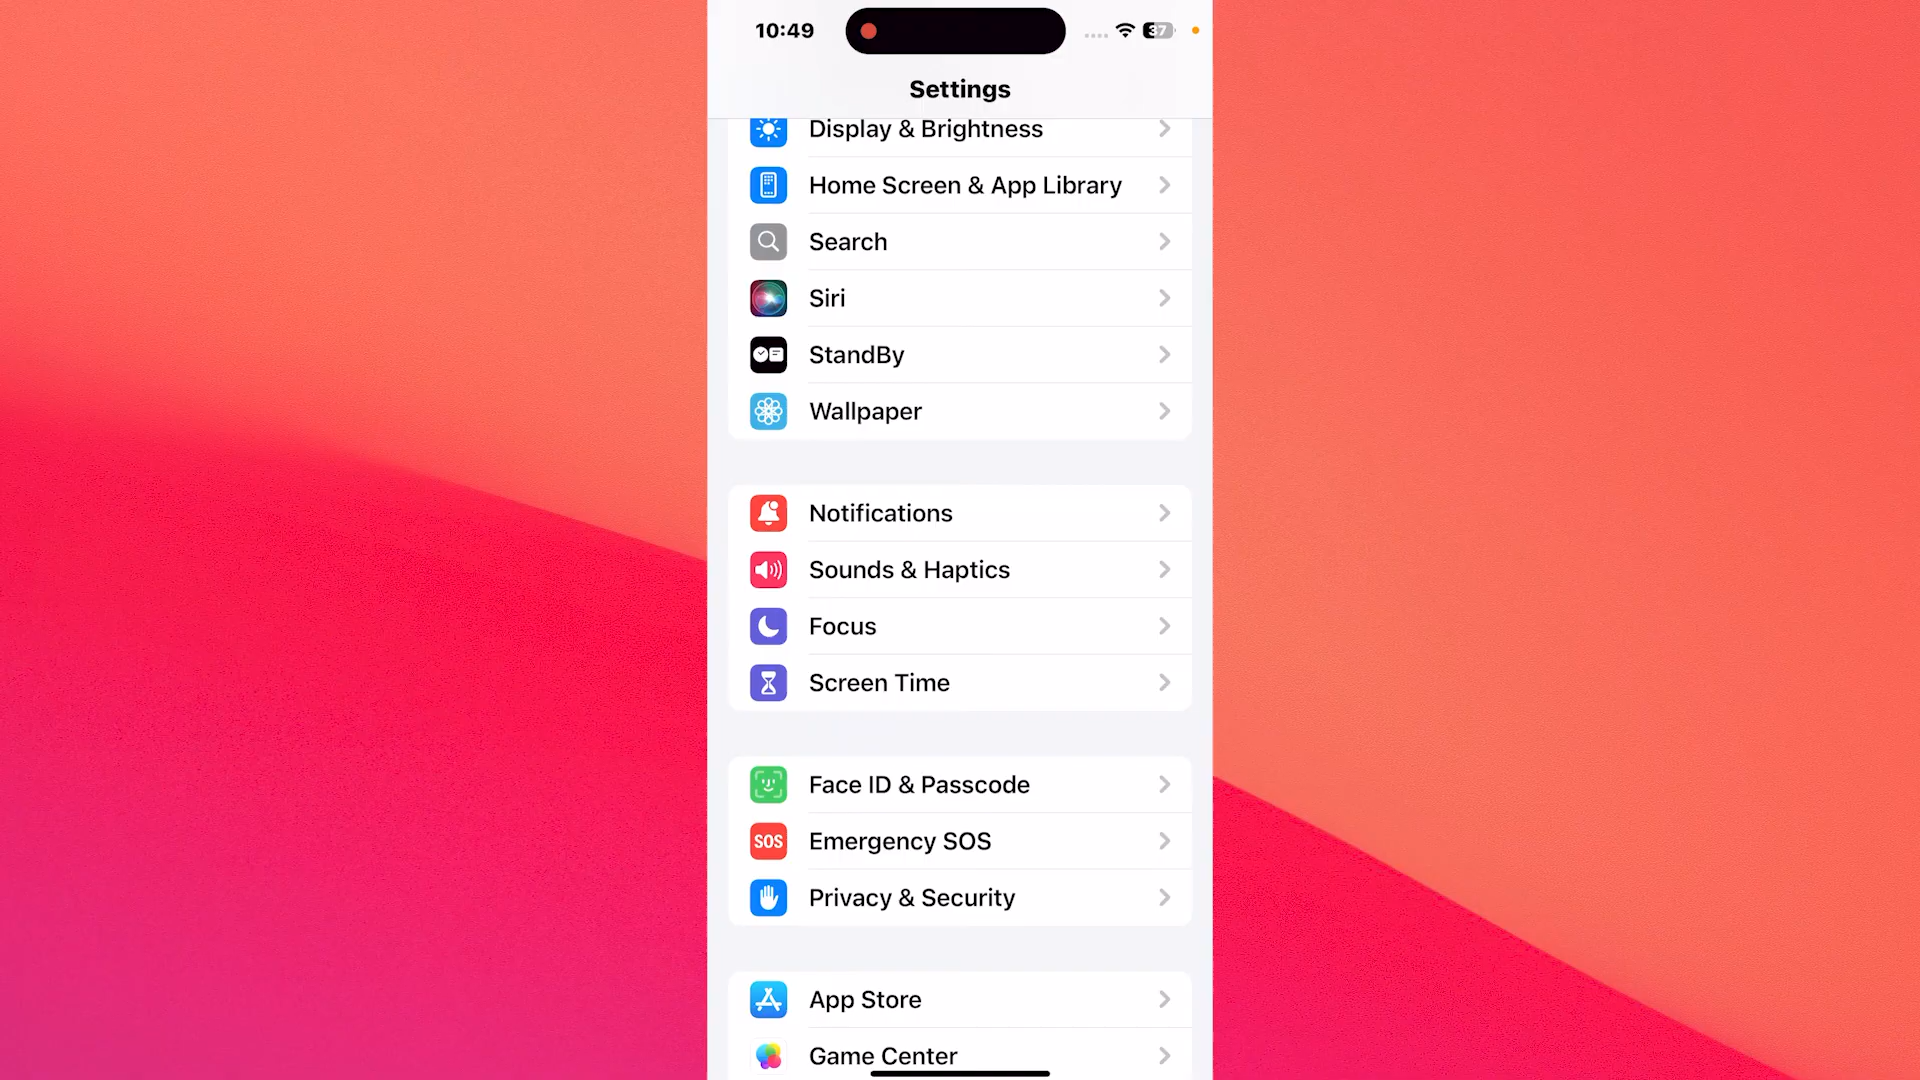 10:49
37
Settings
Display & Brightness
Home Screen & App Library
Search
Siri
StandBy
Wallpaper
Notifications
Sounds & Haptics
Focus
Screen Time
Face ID & Passcode
SOS
Emergency SOS
Privacy & Security
App Store
Game Center